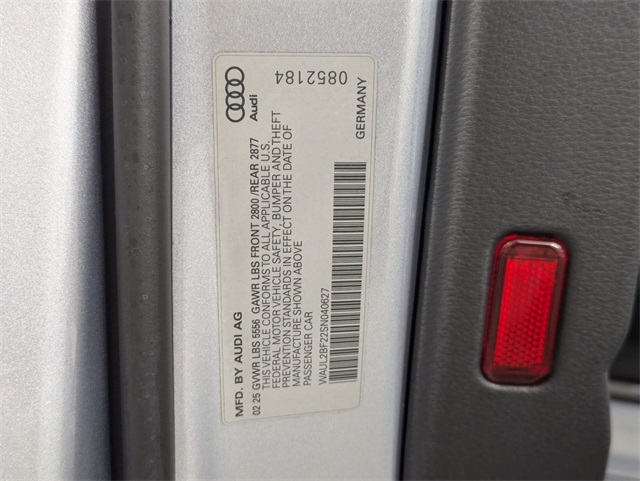 Audi
0852184
GERMANY
MFD. BY AUDI AG
02 25 GVWR LBS 5556 GAWR LBS FRONT 2800 /REAR 2877
THIS VEHICLE CONFORMS TO ALL APPLICABLE U.S.
FEDERAL MOTOR VEHICLE SAFETY, BUMPER AND THEFT
PREVENTION STANDARDS IN EFFECT ON THE DATE OF
MANUFACTURE SHOWN ABOVE
PASSENGER CAR
WAUL2BF22SN040627